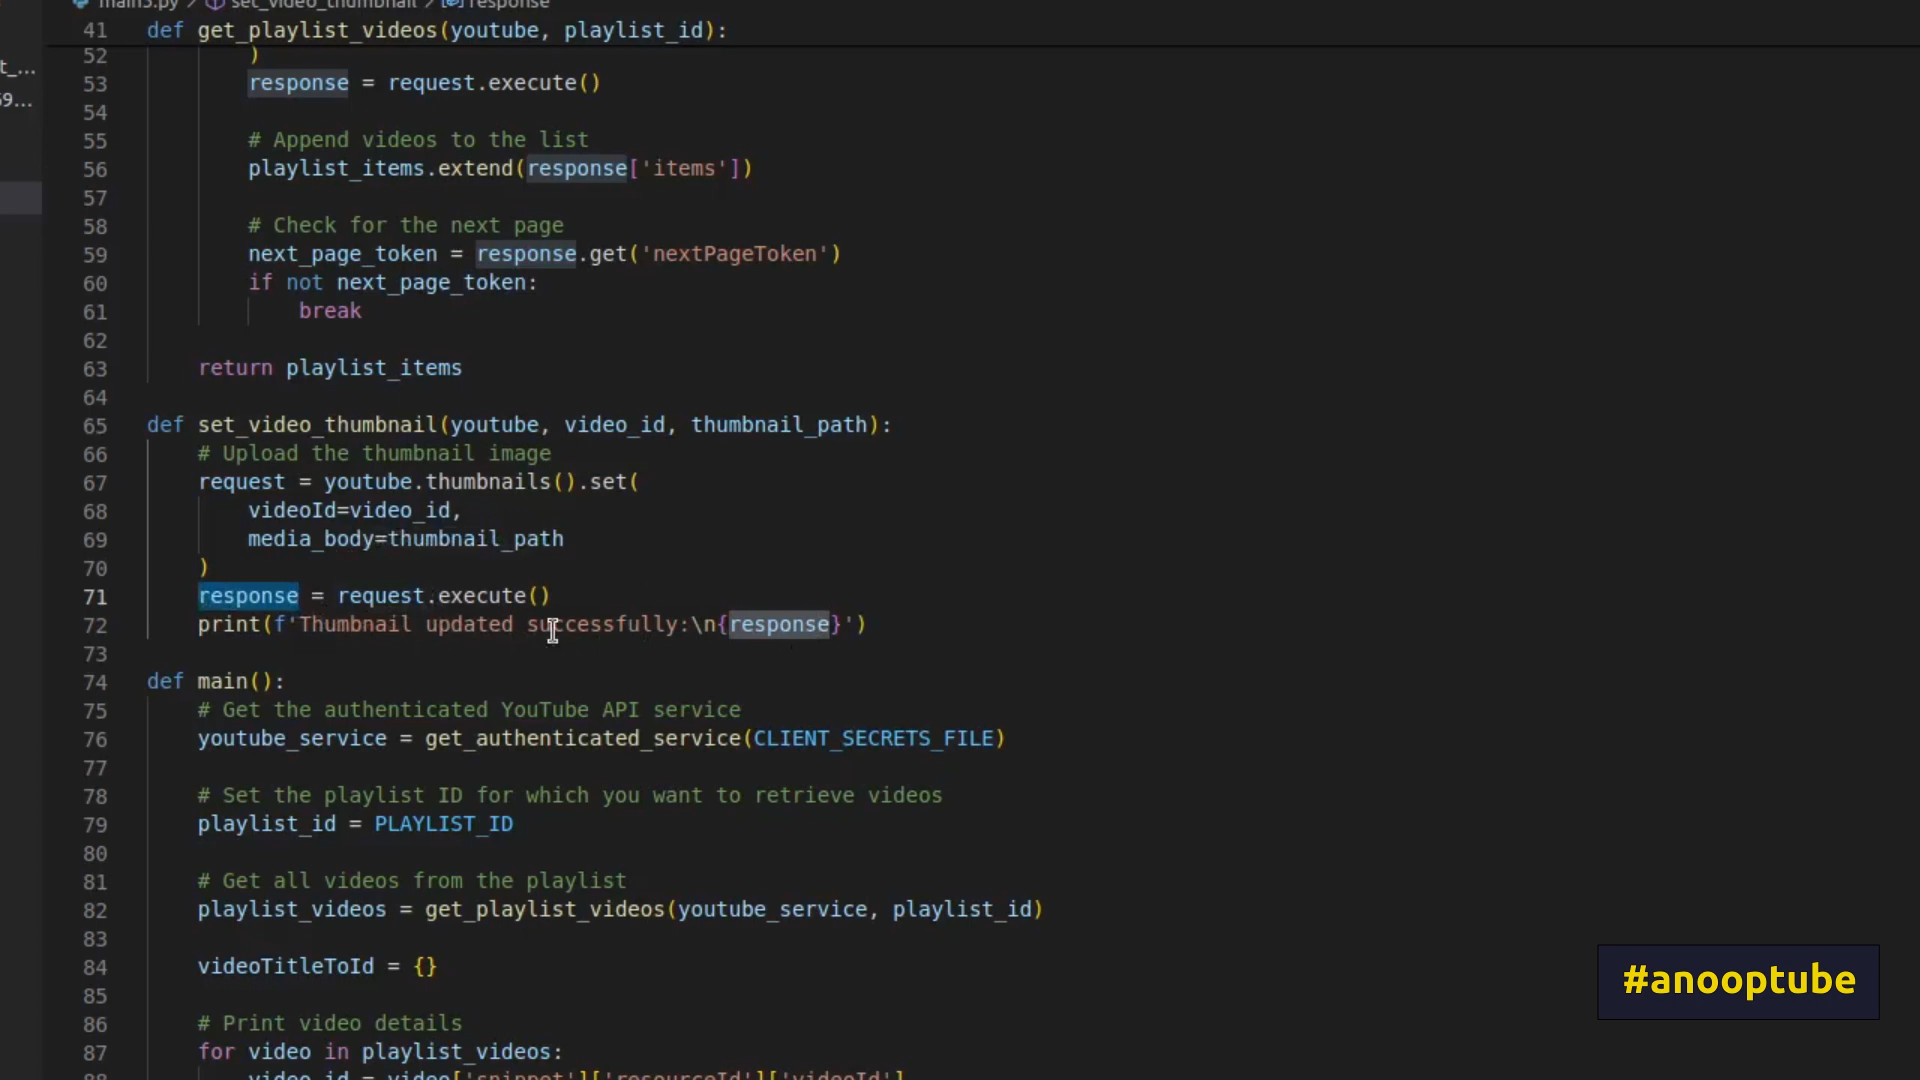 main3.py set_video_thumbnail response
41 def get_playlist_videos(youtube, playlist_id):
t_...
52 )
53 response = request.execute()
69...
54
55 # Append videos to the list
56 playlist_items.extend(response['items'])
57
58 # Check for the next page
59 next_page_token = response.get('nextPageToken')
60 if not next_page_token:
61 break
62
63 return playlist_items
64
65 def set_video_thumbnail(youtube, video_id, thumbnail_path):
66 # Upload the thumbnail image
67 request = youtube.thumbnails().set(
68 videoId=video_id,
69 media_body=thumbnail_path
70 )
71 response = request.execute()
72 print(f'Thumbnail updated successfully:\n{response}')
73
74 def main():
75 # Get the authenticated YouTube API service
76 youtube_service = get_authenticated_service(CLIENT_SECRETS_FILE)
77
78 # Set the playlist ID for which you want to retrieve videos
79 playlist_id = PLAYLIST_ID
80
81 # Get all videos from the playlist
82 playlist_videos = get_playlist_videos(youtube_service, playlist_id)
83
84 videoTitleToId = {}
85
86 # Print video details
87 for video in playlist_videos:
88 video_id = video['snippet']['resourceId']['videoId']
#anooptube